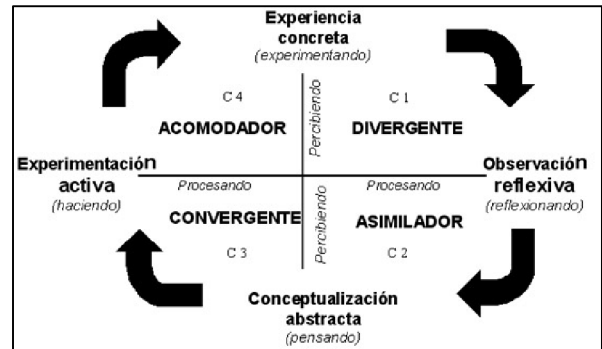 Experiencia
concreta
(experimentando)
C 4
C 1
Percibiendo
ACOMODADOR
DIVERGENTE
Experimentación
activa
(haciendo)
Observación
reflexiva
(reflexionando)
Procesando
Procesando
CONVERGENTE
Percibiendo
ASIMILADOR
C 3
C 2
Conceptualización
abstracta
(pensando)